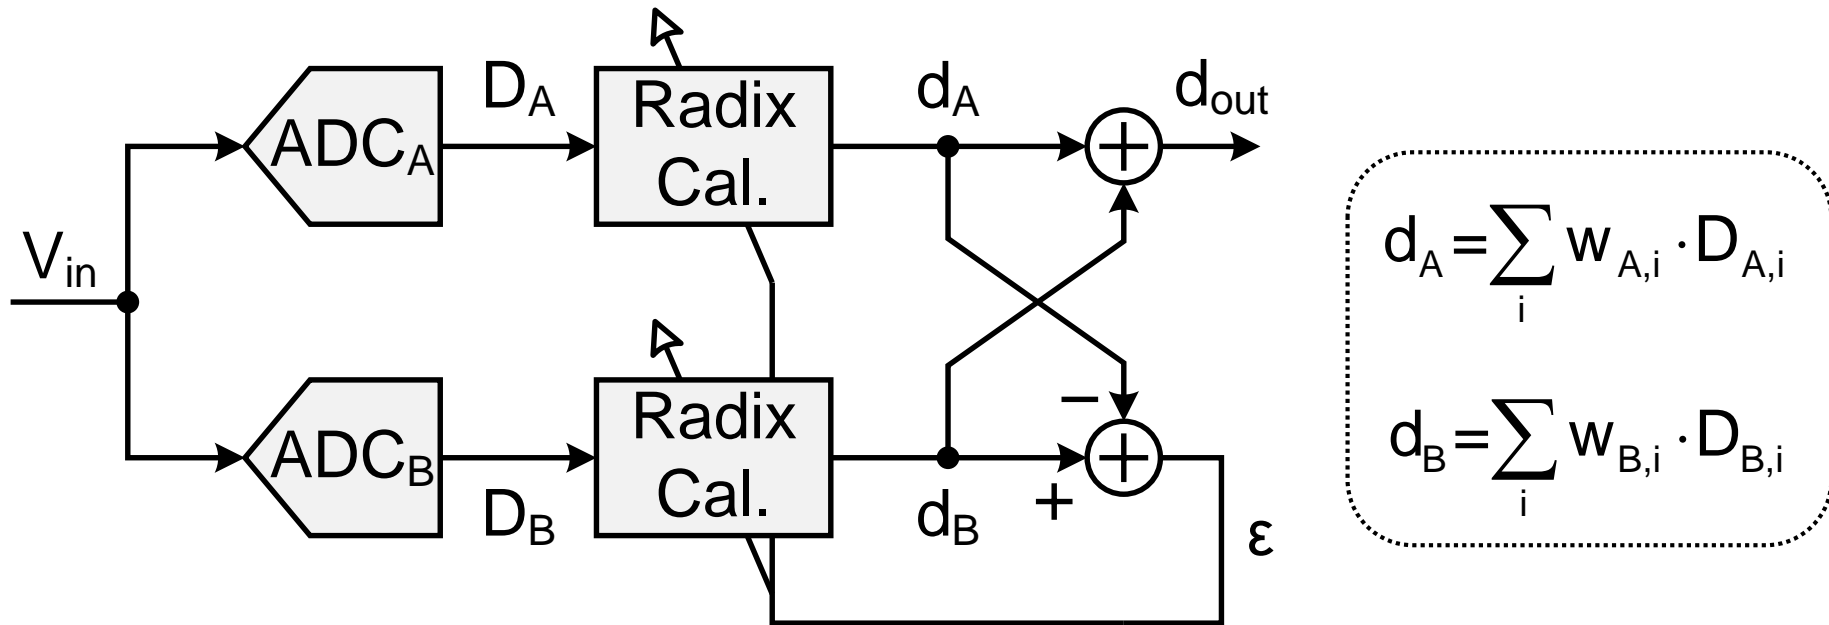 V_in
ADC_A
D_A
Radix
Cal.
d_A
d_out
ADC_B
D_B
Radix
Cal.
d_B
−
+
ε
+
+
d_A = ∑_i w_A,i · D_A,i
d_B = ∑_i w_B,i · D_B,i